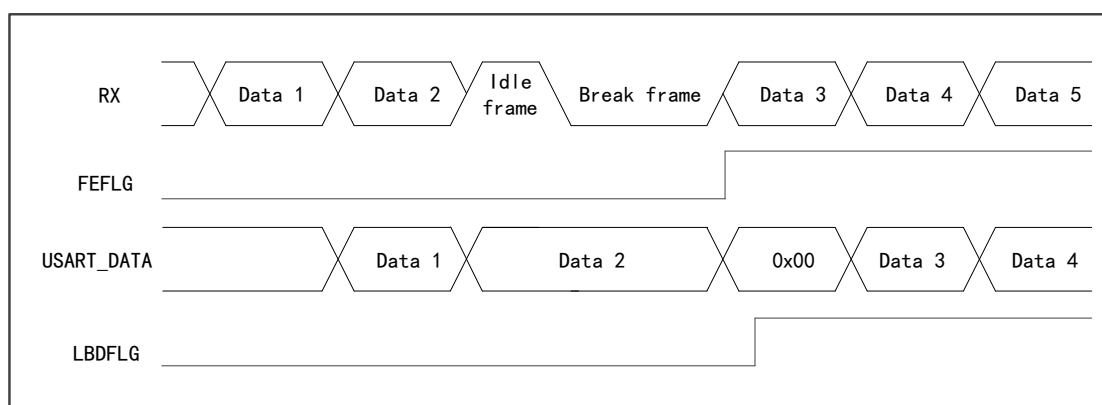 RX Data 1 Data 2 Idle frame Break frame Data 3 Data 4 Data 5
FEFLG
USART_DATA Data 1 Data 2 0x00 Data 3 Data 4
LBDFLG